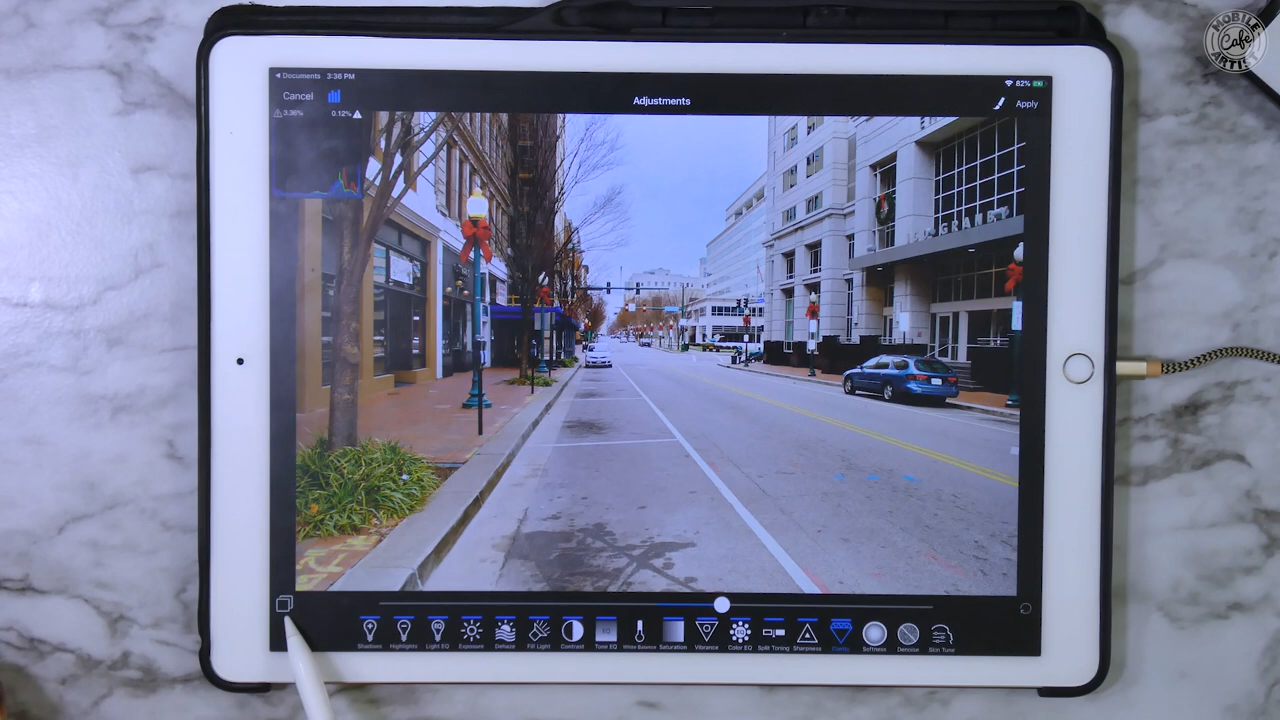 MOBILE
Cafe
ARTIST
Documents 3:36 PM
82%
Cancel
Adjustments
Apply
3.36%
0.12%
Shadows
Highlights
Light EQ
Exposure
Dehaze
Fill Light
Contrast
Tone EQ
White Balance
Saturation
Vibrance
Color EQ
Split Toning
Sharpness
Clarity
Softness
Denoise
Skin Tune